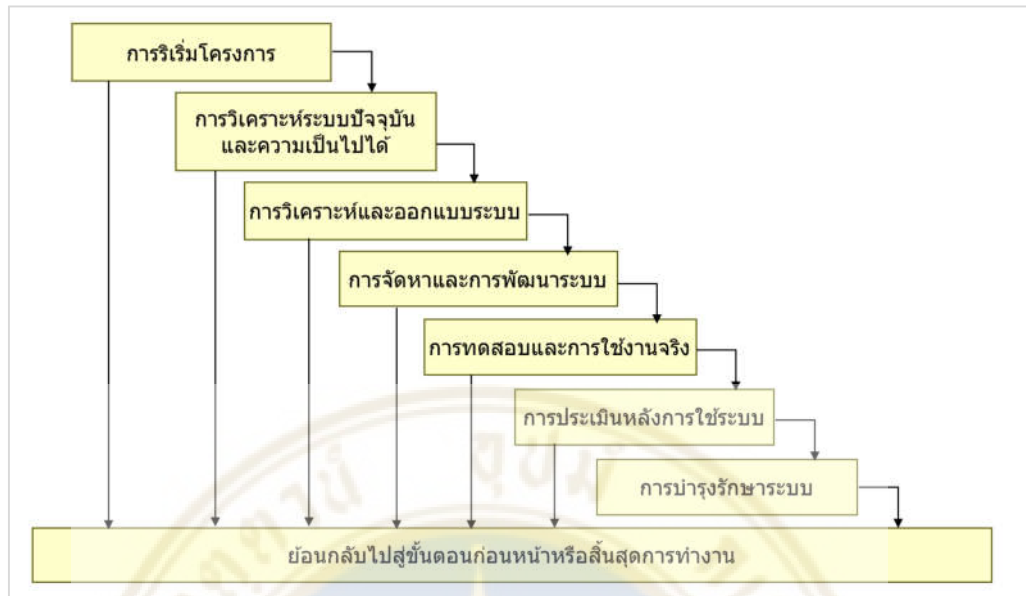 การริเริ่มโครงการ
การวิเคราะห์ระบบปัจจุบัน
และความเป็นไปได้
การวิเคราะห์และออกแบบระบบ
การจัดหาและการพัฒนาระบบ
การทดสอบและการใช้งานจริง
การประเมินหลังการใช้ระบบ
การบำรุงรักษาระบบ
ย้อนกลับไปสู่ขั้นตอนก่อนหน้าหรือสิ้นสุดการทำงาน